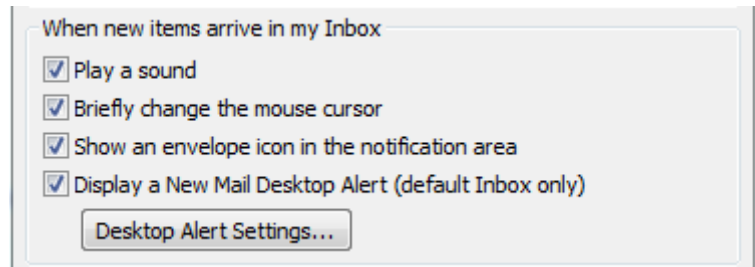 When new items arrive in my Inbox
Play a sound
Briefly change the mouse cursor
Show an envelope icon in the notification area
Display a New Mail Desktop Alert (default Inbox only)
Desktop Alert Settings...